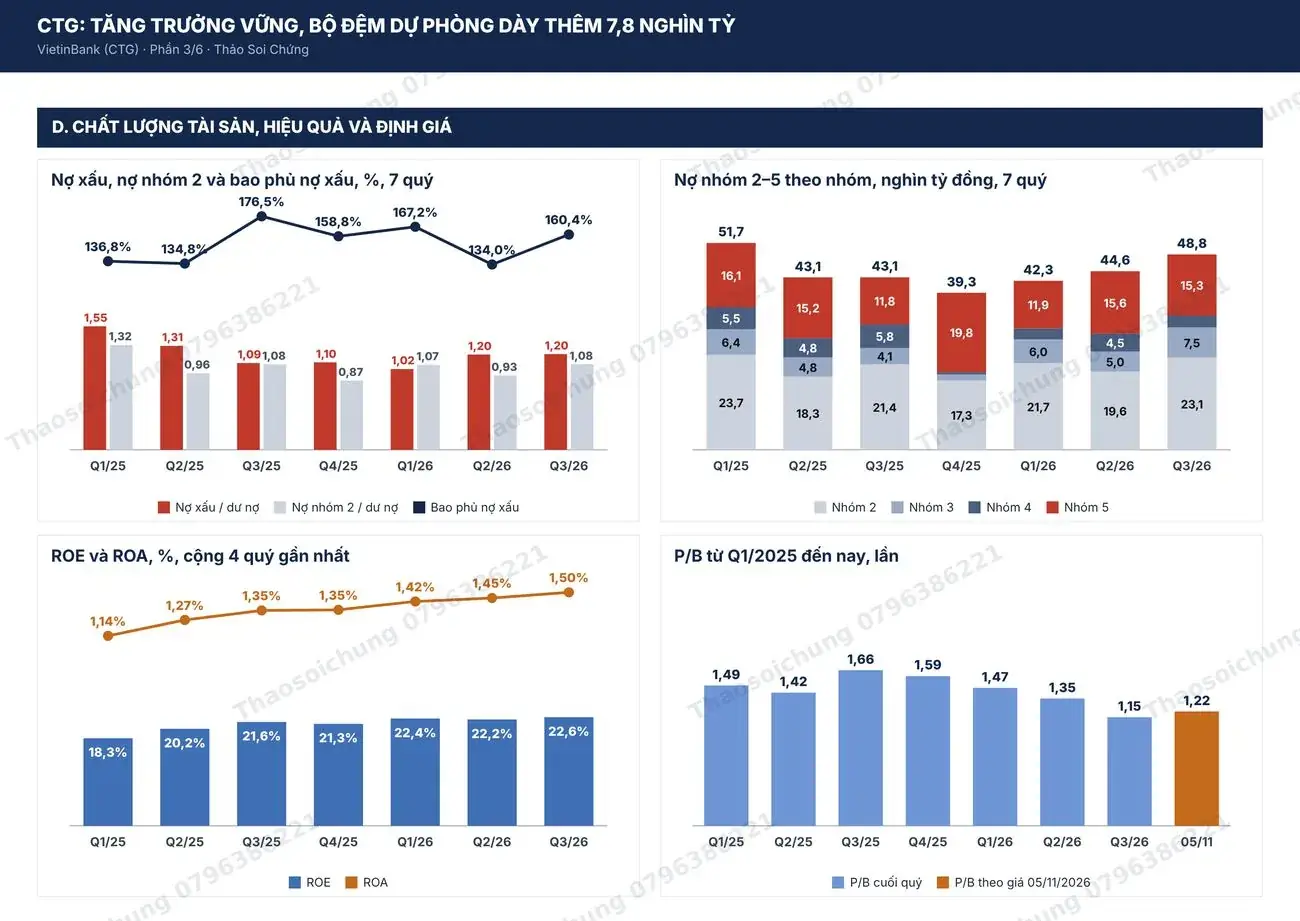 CTG: TĂNG TRƯỞNG VỮNG, BỘ ĐỆM DỰ PHÒNG DÀY THÊM 7,8 NGHÌN TỶ
VietinBank (CTG) · Phần 3/6 · Thảo Soi Chứng
D. CHẤT LƯỢNG TÀI SẢN, HIỆU QUẢ VÀ ĐỊNH GIÁ
Nợ xấu, nợ nhóm 2 và bao phủ nợ xấu, %, 7 quý
136,8% 134,8% 176,5% 158,8% 167,2% 134,0% 160,4%
1,55 1,32 1,31 0,96 1,09 1,08 1,10 0,87 1,02 1,07 1,20 0,93 1,20 1,08
Q1/25 Q2/25 Q3/25 Q4/25 Q1/26 Q2/26 Q3/26
Nợ xấu / dư nợ Nợ nhóm 2 / dư nợ Bao phủ nợ xấu
Nợ nhóm 2–5 theo nhóm, nghìn tỷ đồng, 7 quý
51,7 43,1 43,1 39,3 42,3 44,6 48,8
16,1 15,2 11,8 19,8 11,9 15,6 15,3
5,5 4,8 5,8 4,5
6,4 4,8 4,1 6,0 5,0 7,5
23,7 18,3 21,4 17,3 21,7 19,6 23,1
Q1/25 Q2/25 Q3/25 Q4/25 Q1/26 Q2/26 Q3/26
Nhóm 2 Nhóm 3 Nhóm 4 Nhóm 5
ROE và ROA, %, cộng 4 quý gần nhất
1,14% 1,27% 1,35% 1,35% 1,42% 1,45% 1,50%
18,3% 20,2% 21,6% 21,3% 22,4% 22,2% 22,6%
Q1/25 Q2/25 Q3/25 Q4/25 Q1/26 Q2/26 Q3/26
ROE ROA
P/B từ Q1/2025 đến nay, lần
1,49 1,42 1,66 1,59 1,47 1,35 1,15 1,22
Q1/25 Q2/25 Q3/25 Q4/25 Q1/26 Q2/26 Q3/26 05/11
P/B cuối quý P/B theo giá 05/11/2026
Thaosoichung 0796386221